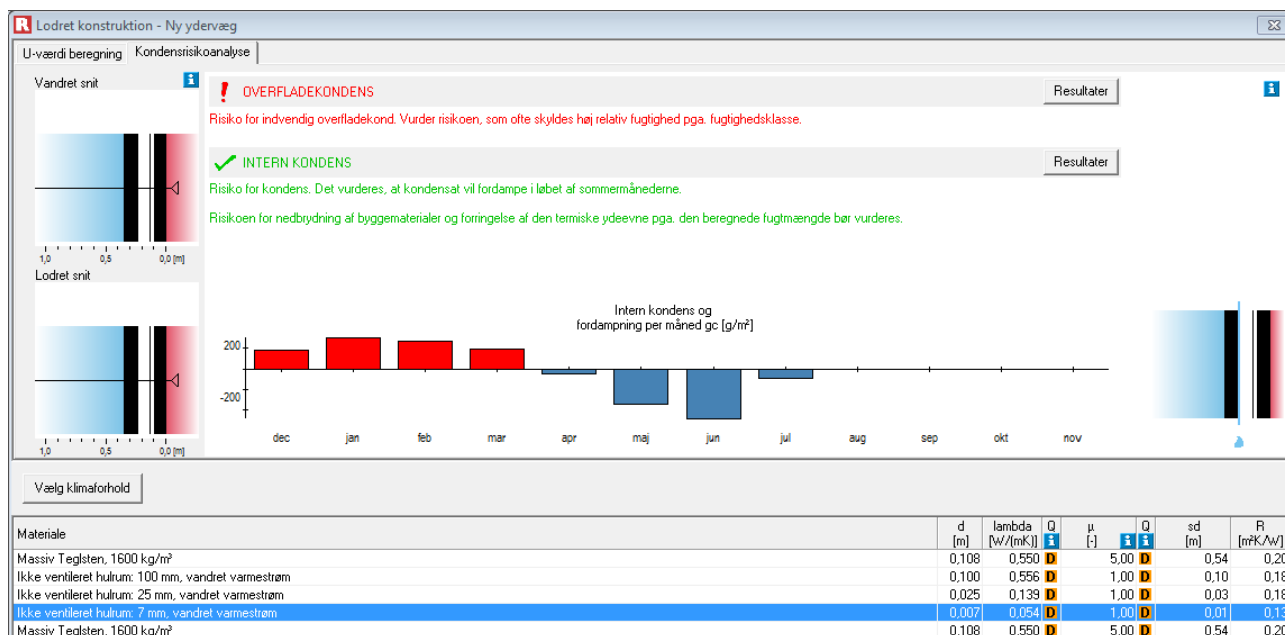 R Lodret konstruktion - Ny ydervæg
U-værdi beregning Kondensrisikoanalyse
Vandret snit
1,0 0,5 0,0 [m]
Lodret snit
1,0 0,5 0,0 [m]
! OVERFLADEKONDENS Resultater
Risiko for indvendig overfladekond. Vurder risikoen, som ofte skyldes høj relativ fugtighed pga. fugtighedsklasse.
INTERN KONDENS Resultater
Risiko for kondens. Det vurderes, at kondensat vil fordampe i løbet af sommermånederne.
Risikoen for nedbrydning af byggematerialer og forringelse af den termiske ydeevne pga. den beregnede fugtmængde bør vurderes.
Intern kondens og
fordampning per måned gc [g/m²]
200
-200
dec jan feb mar apr maj jun jul aug sep okt nov
Vælg klimaforhold
Materiale d lambda Q µ Q sd R
[m] [W/(mK)] i [-] i i [m] [m²K/W]
Massiv Teglsten, 1600 kg/m³ 0,108 0,550 D 5,00 D 0,54 0,20
Ikke ventileret hulrum: 100 mm, vandret varmestrøm 0,100 0,556 D 1,00 D 0,10 0,18
Ikke ventileret hulrum: 25 mm, vandret varmestrøm 0,025 0,139 D 1,00 D 0,03 0,18
Ikke ventileret hulrum: 7 mm, vandret varmestrøm 0,007 0,054 D 1,00 D 0,01 0,13
Massiv Teglsten, 1600 kg/m³ 0,108 0,550 D 5,00 D 0,54 0,20